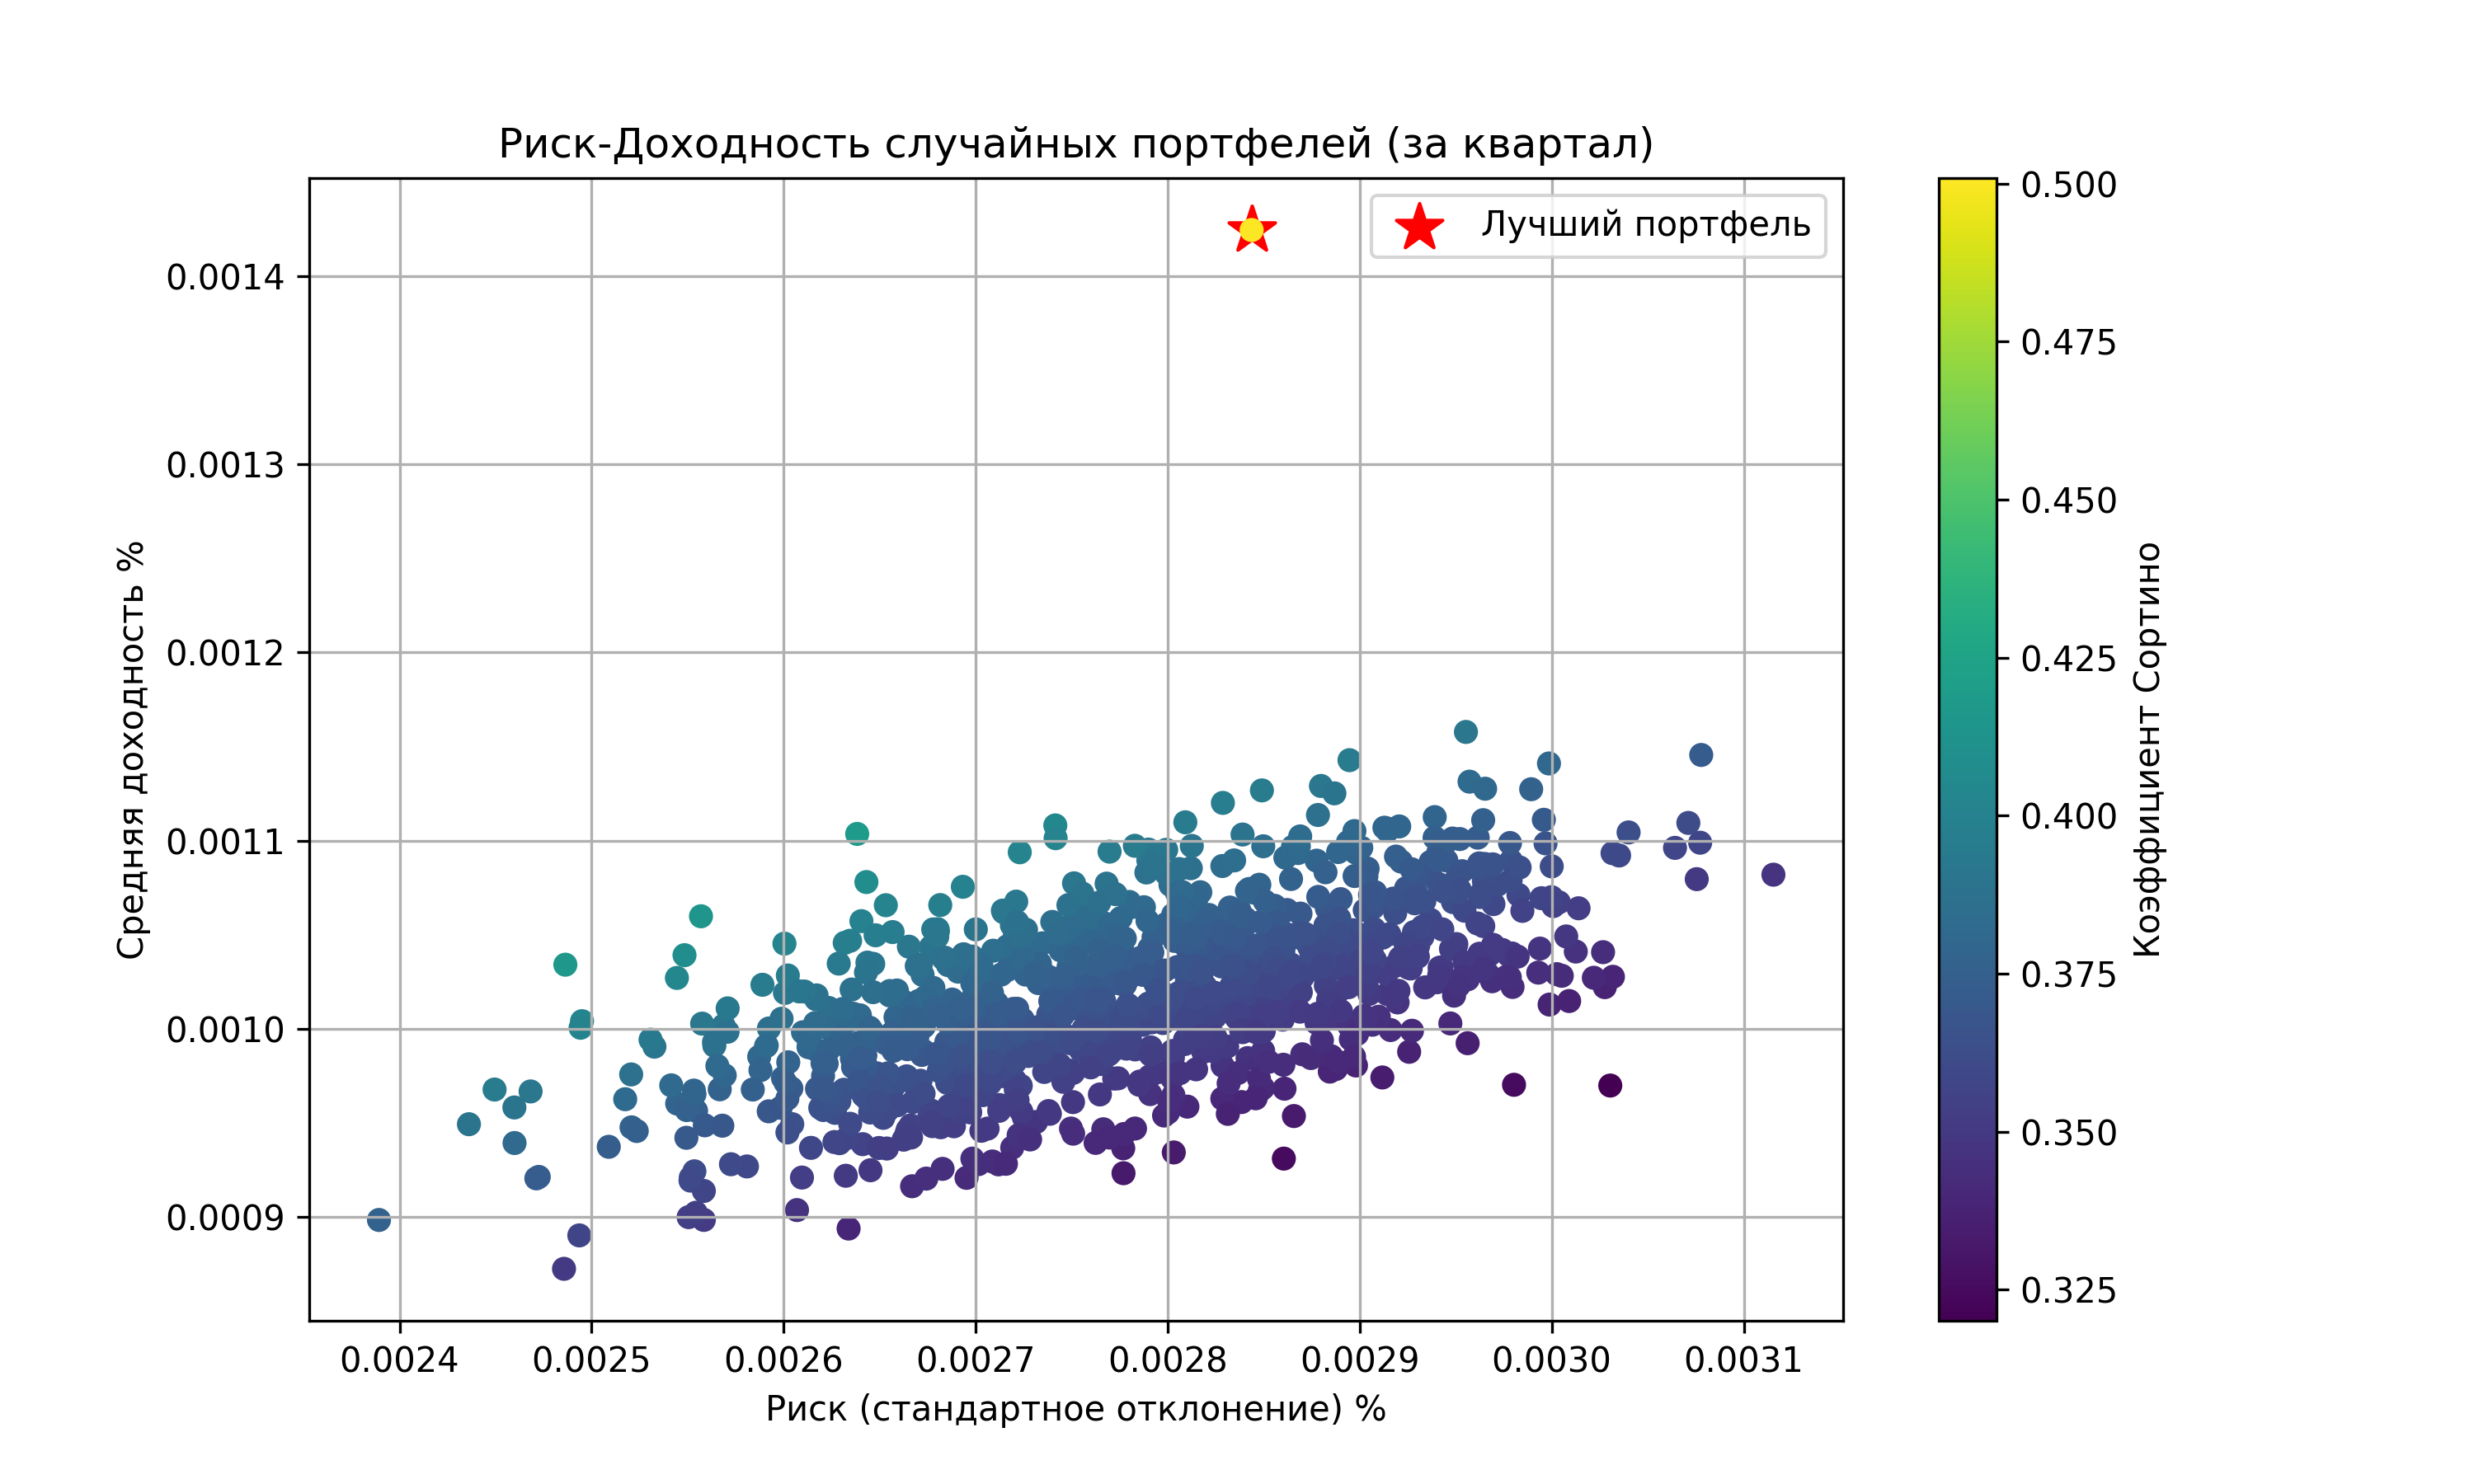 Риск-Доходность случайных портфелей (за квартал)
Лучший портфель
Средняя доходность %
0.0014
0.0013
0.0012
0.0011
0.0010
0.0009
0.0024 0.0025 0.0026 0.0027 0.0028 0.0029 0.0030 0.0031
Риск (стандартное отклонение) %
0.500
0.475
0.450
0.425
0.400
0.375
0.350
0.325
Коэффициент Сортино